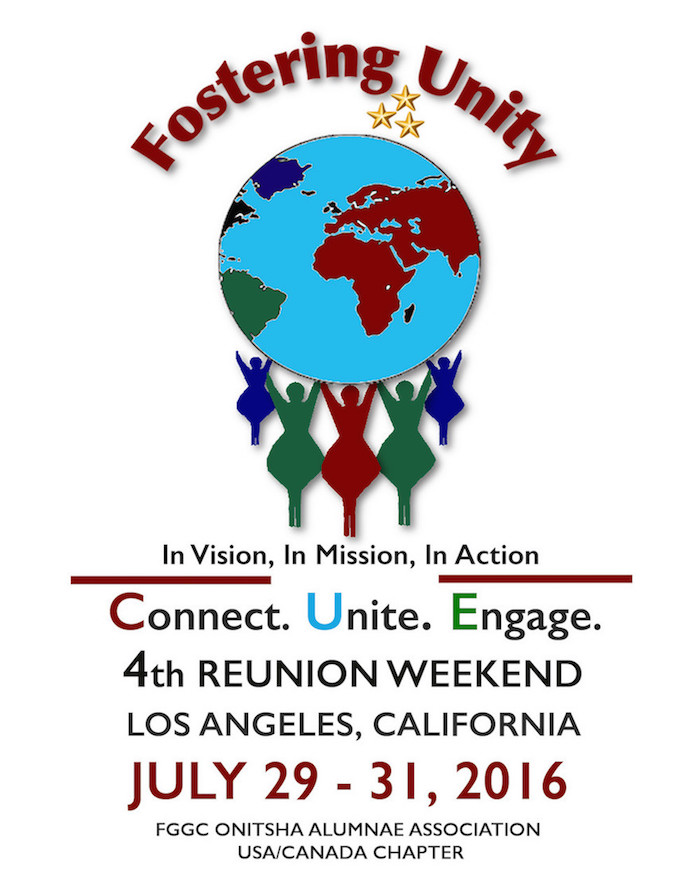 Fostering Unity
In Vision, In Mission, In Action
Connect. Unite. Engage.
4th REUNION WEEKEND
LOS ANGELES, CALIFORNIA
JULY 29 - 31, 2016
FGGC ONITSHA ALUMNAE ASSOCIATION
USA/CANADA CHAPTER